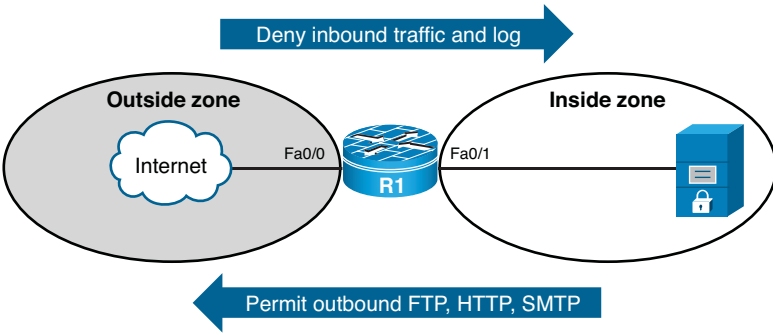 Deny inbound traffic and log
Outside zone
Inside zone
Internet
Fa0/0
Fa0/1
R1
Permit outbound FTP, HTTP, SMTP